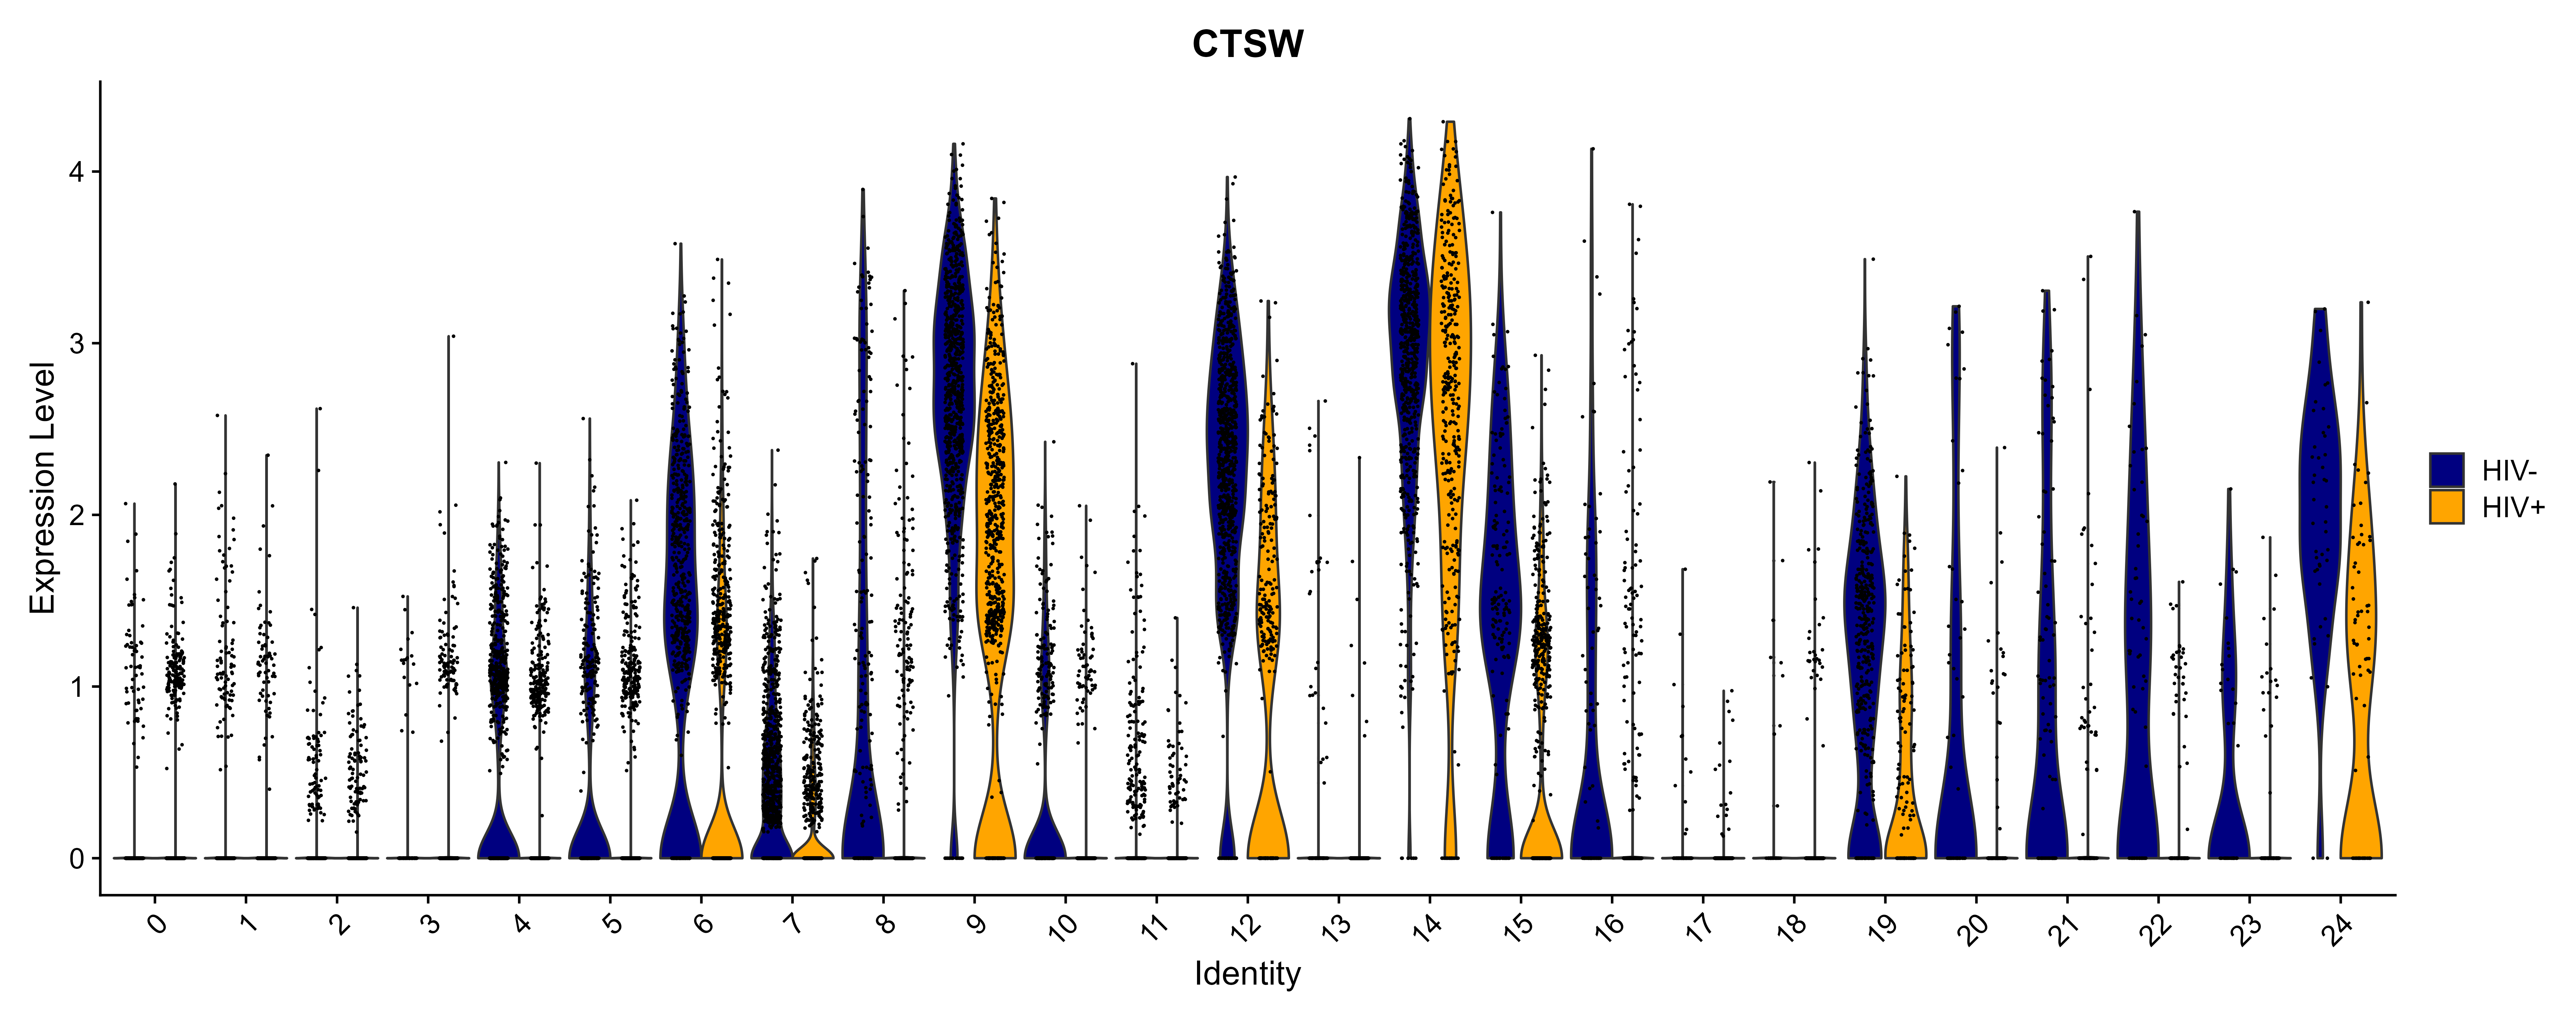 CTSW
Expression Level
4
3
2
1
0
0 1 2 3 4 5 6 7 8 9 10 11 12 13 14 15 16 17 18 19 20 21 22 23 24
Identity
HIV-
HIV+